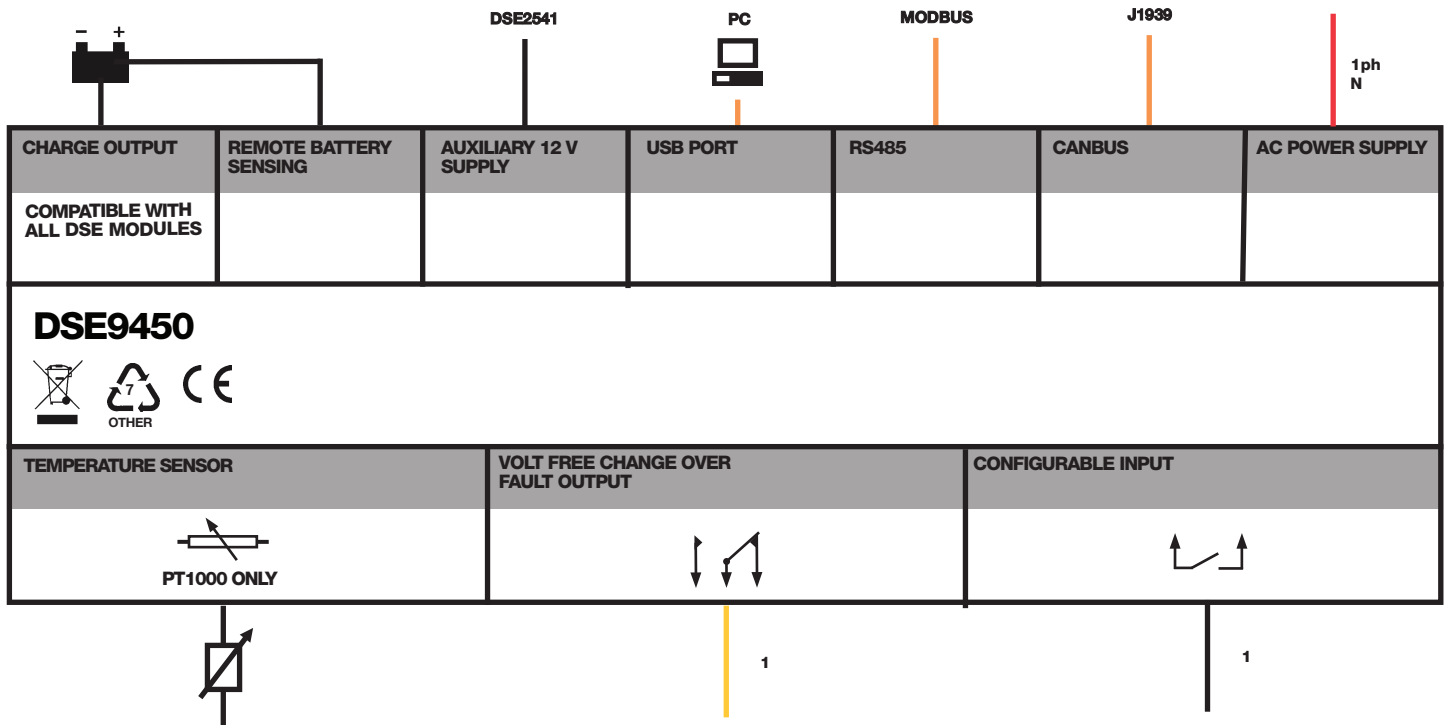 DSE2541
PC
MODBUS
J1939
− +
1ph
N
CHARGE OUTPUT
REMOTE BATTERY
SENSING
AUXILIARY 12 V
SUPPLY
USB PORT
RS485
CANBUS
AC POWER SUPPLY
COMPATIBLE WITH
ALL DSE MODULES
DSE9450
7
OTHER
CE
TEMPERATURE SENSOR
VOLT FREE CHANGE OVER
FAULT OUTPUT
CONFIGURABLE INPUT
PT1000 ONLY
1
1